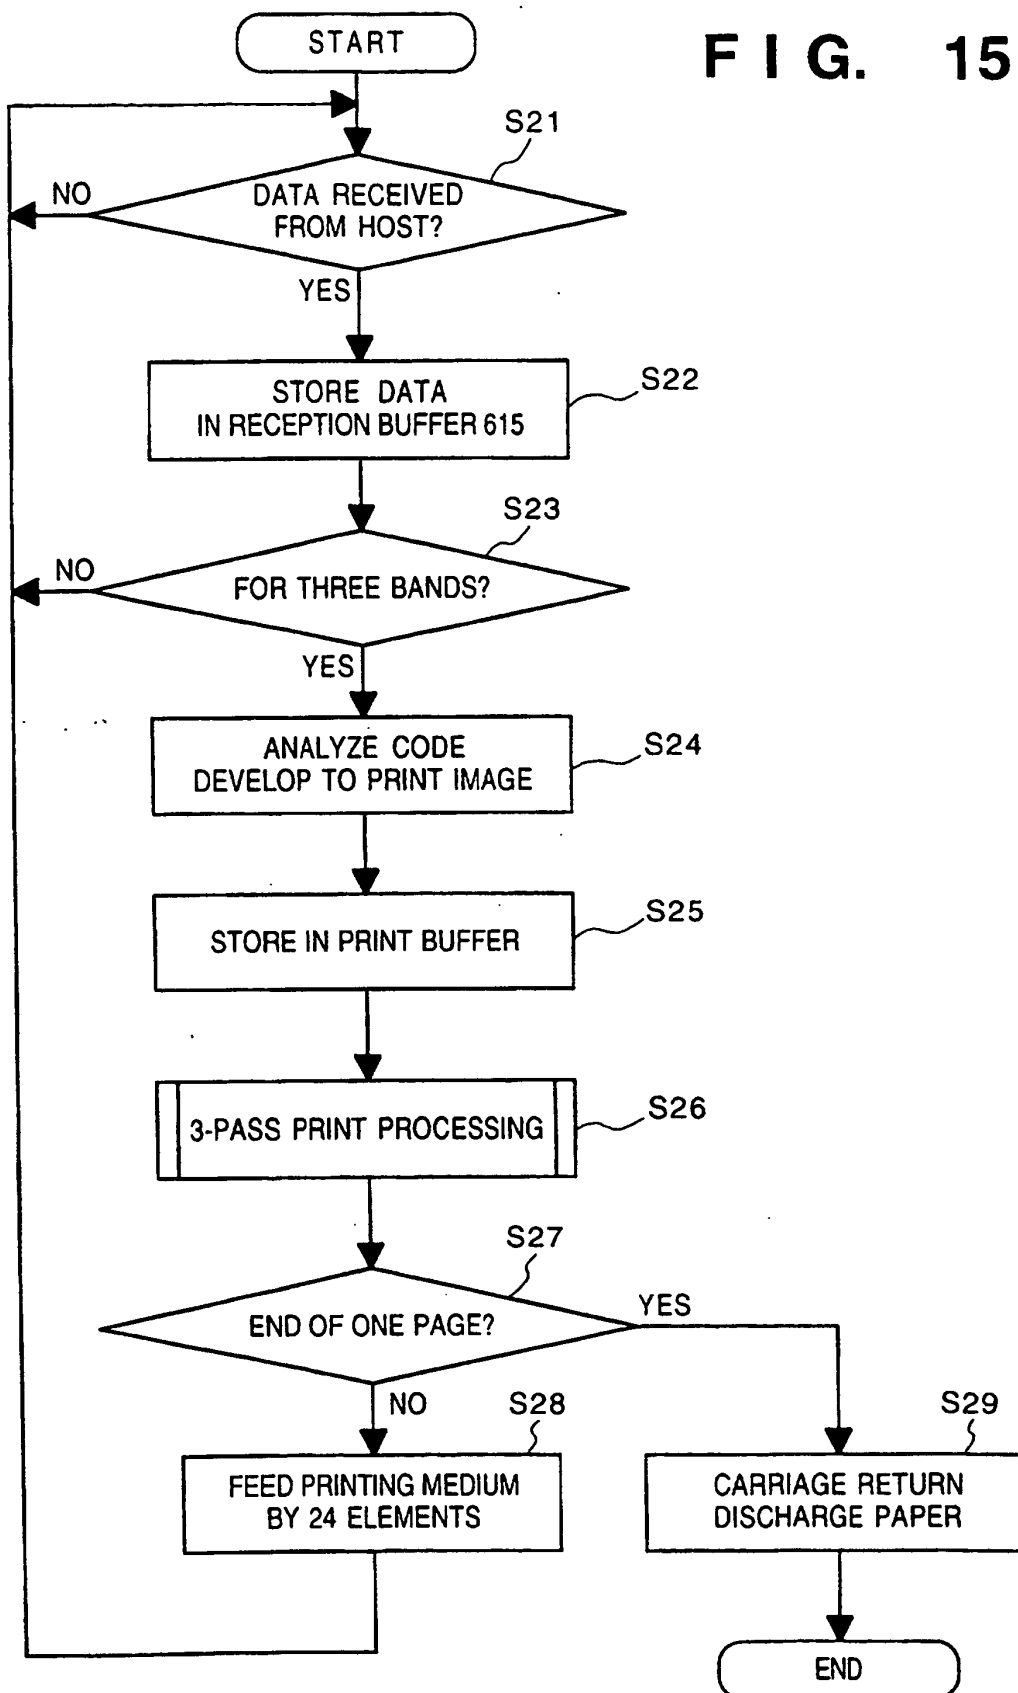 START
F I G. 15
S21
DATA RECEIVED
FROM HOST?
NO
YES
S22
STORE DATA
IN RECEPTION BUFFER 615
S23
FOR THREE BANDS?
NO
YES
S24
ANALYZE CODE
DEVELOP TO PRINT IMAGE
S25
STORE IN PRINT BUFFER
S26
3-PASS PRINT PROCESSING
S27
END OF ONE PAGE?
YES
NO
S28
FEED PRINTING MEDIUM
BY 24 ELEMENTS
S29
CARRIAGE RETURN
DISCHARGE PAPER
END